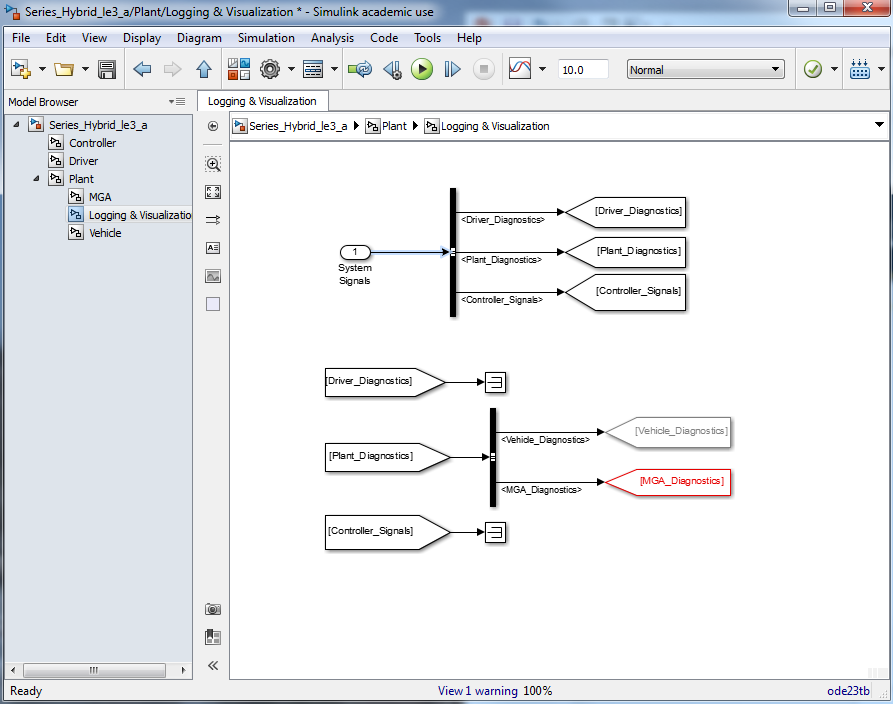 Series_Hybrid_le3_a/Plant/Logging & Visualization * - Simulink academic use
File Edit View Display Diagram Simulation Analysis Code Tools Help
10.0 Normal
Model Browser
Logging & Visualization
Series_Hybrid_le3_a
Controller
Driver
Plant
MGA
Logging & Visualizatio
Vehicle
Series_Hybrid_le3_a Plant Logging & Visualization
[Driver_Diagnostics]
<Driver_Diagnostics>
1
[Plant_Diagnostics]
<Plant_Diagnostics>
System
Signals
[Controller_Signals]
<Controller_Signals>
[Driver_Diagnostics]
[Vehicle_Diagnostics]
<Vehicle_Diagnostics>
[Plant_Diagnostics]
[MGA_Diagnostics]
<MGA_Diagnostics>
[Controller_Signals]
Ready View 1 warning 100% ode23tb